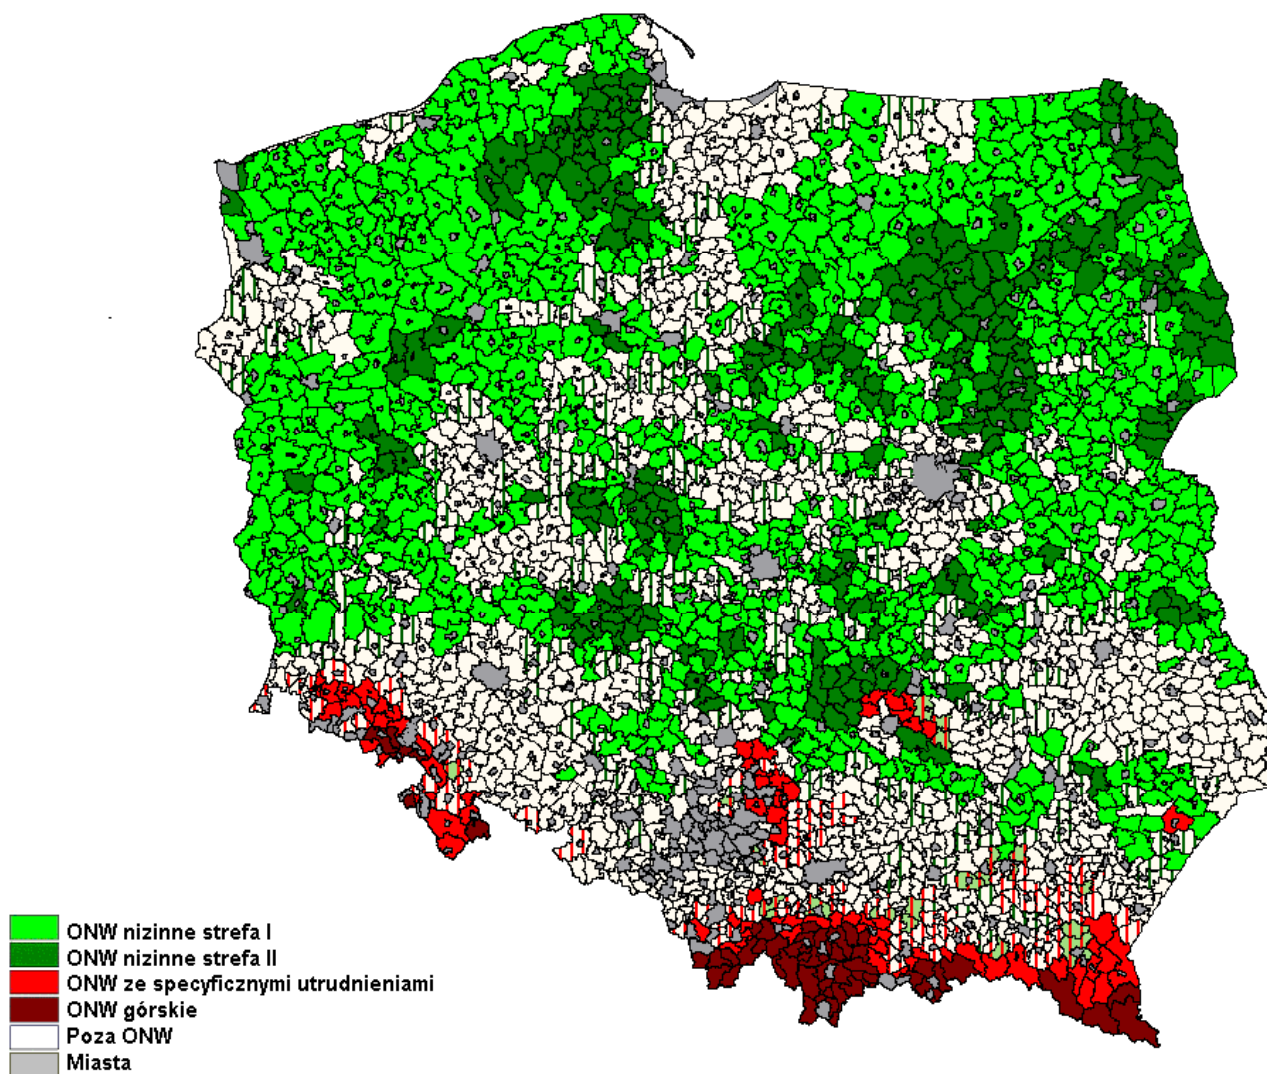 ONW nizinne strefa I
ONW nizinne strefa II
ONW ze specyficznymi utrudnieniami
ONW górskie
Poza ONW
Miasta